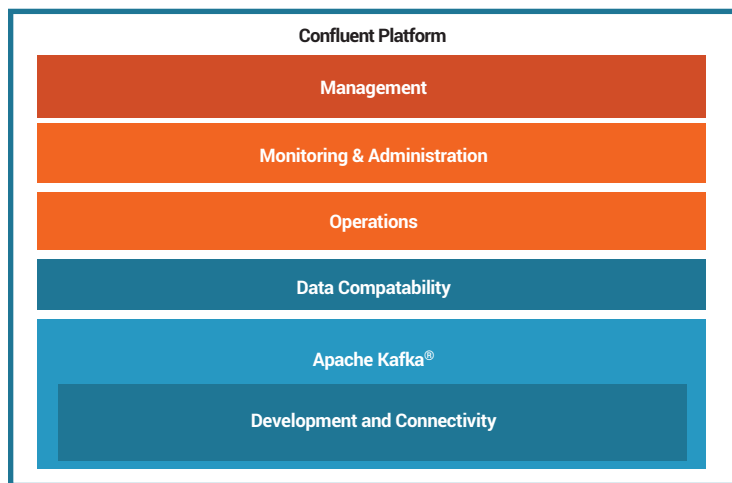 Confluent Platform
Management
Monitoring & Administration
Operations
Data Compatability
Apache Kafka®
Development and Connectivity